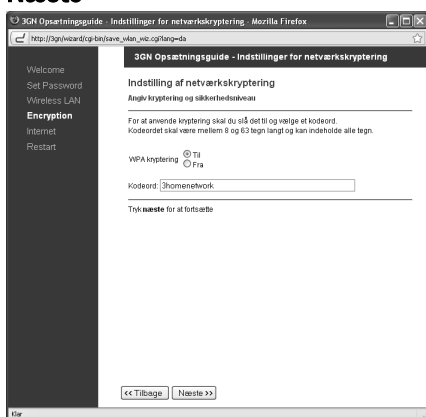 Næste
3GN Opsætningsguide - Indstillinger for netværkskryptering - Mozilla Firefox
http://3gn/wizard/cgi-bin/save_wlan_wiz.cgi?lang=da
3GN Opsætningsguide - Indstillinger for netværkskryptering
Welcome
Set Password
Wireless LAN
Encryption
Internet
Restart
Indstilling af netværkskryptering
Angiv kryptering og sikkerhedsniveau
For at anvende kryptering skal du slå det til og vælge et kodeord.
Kodeordet skal være mellem 8 og 63 tegn langt og kan indeholde alle tegn.
WPA kryptering
Til
Fra
Kodeord: 3homenetwork
Tryk næste for at fortsætte
<< Tilbage
Næste >>
Klar